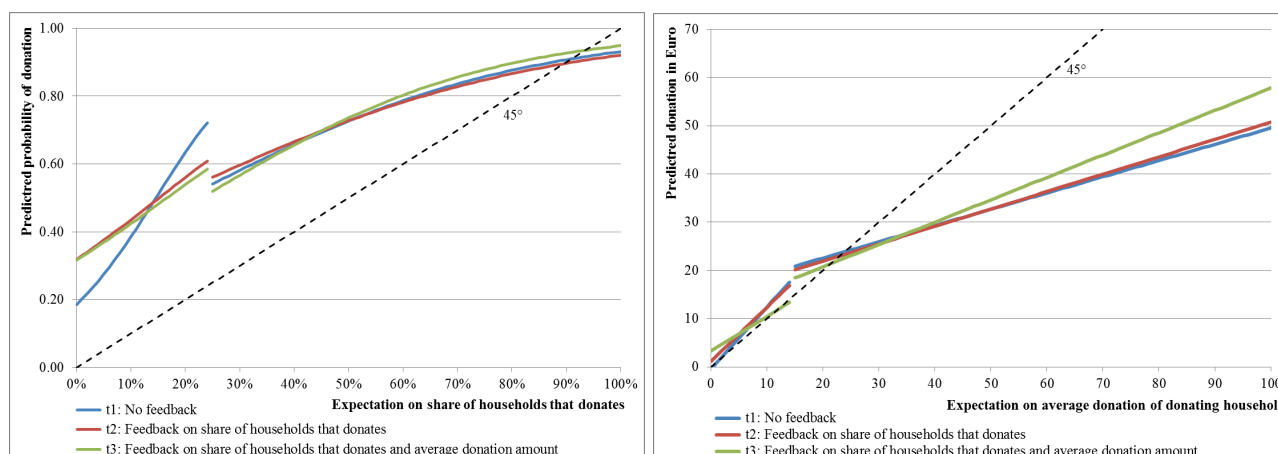 Predictred probability of donation
1.00
0.80
0.60
0.40
0.20
0.00
45°
0% 10% 20% 30% 40% 50% 60% 70% 80% 90% 100%
Expectation on share of households that donates
t1: No feedback
t2: Feedback on share of households that donates
t3: Feedback on share of households that donates and average donation amount
Predictred donation in Euro
70
60
50
40
30
20
10
0
45°
0 10 20 30 40 50 60 70 80 90 100
Expectation on average donation of donating househol
t1: No feedback
t2: Feedback on share of households that donates
t3: Feedback on share of households that donates and average donation amount